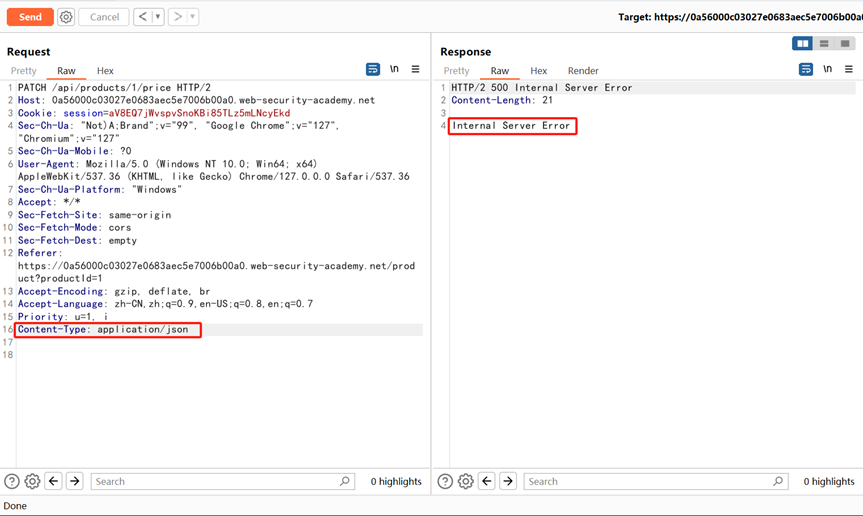 Send Cancel < > Target: https://0a56000c03027e0683aec5e7006b00a
Request
Pretty Raw Hex \n
1 PATCH /api/products/1/price HTTP/2
2 Host: 0a56000c03027e0683aec5e7006b00a0.web-security-academy.net
3 Cookie: session=aV8EQ7jWvspvSnoKBi85TLz5mLNcyEkd
4 Sec-Ch-Ua: "Not)A;Brand";v="99", "Google Chrome";v="127",
"Chromium";v="127"
5 Sec-Ch-Ua-Mobile: ?0
6 User-Agent: Mozilla/5.0 (Windows NT 10.0; Win64; x64)
AppleWebKit/537.36 (KHTML, like Gecko) Chrome/127.0.0.0 Safari/537.36
7 Sec-Ch-Ua-Platform: "Windows"
8 Accept: */*
9 Sec-Fetch-Site: same-origin
10 Sec-Fetch-Mode: cors
11 Sec-Fetch-Dest: empty
12 Referer:
https://0a56000c03027e0683aec5e7006b00a0.web-security-academy.net/prod
uct?productId=1
13 Accept-Encoding: gzip, deflate, br
14 Accept-Language: zh-CN,zh;q=0.9,en-US;q=0.8,en;q=0.7
15 Priority: u=1, i
16 Content-Type: application/json
17
18
Search 0 highlights
Response
Pretty Raw Hex Render \n
1 HTTP/2 500 Internal Server Error
2 Content-Length: 21
3
4 Internal Server Error
Search 0 highlights
Done